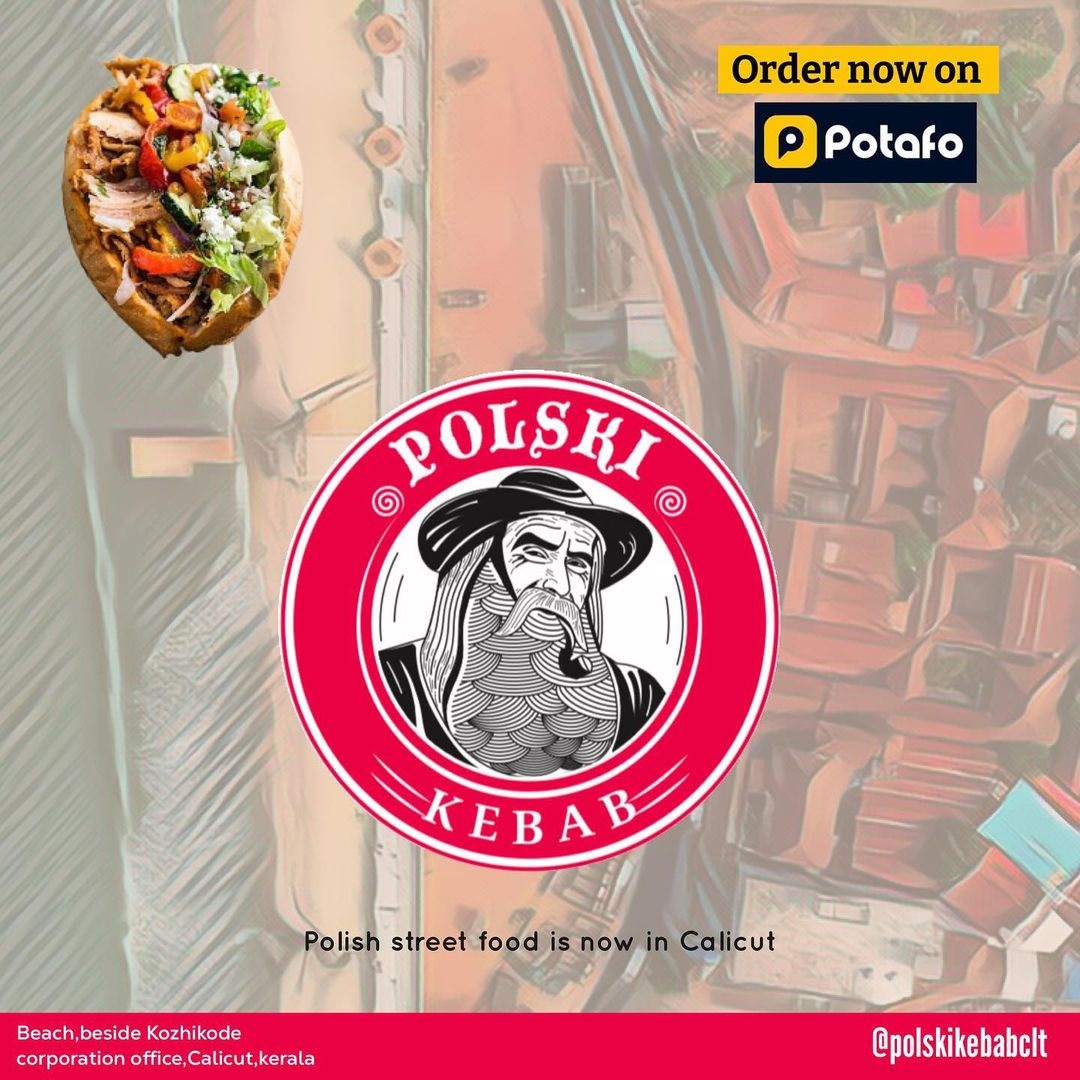 Order now on
Potafo
POLSKI
KEBAB
Polish street food is now in Calicut
Beach,beside Kozhikode
corporation office,Calicut,kerala
@polskikebabclt